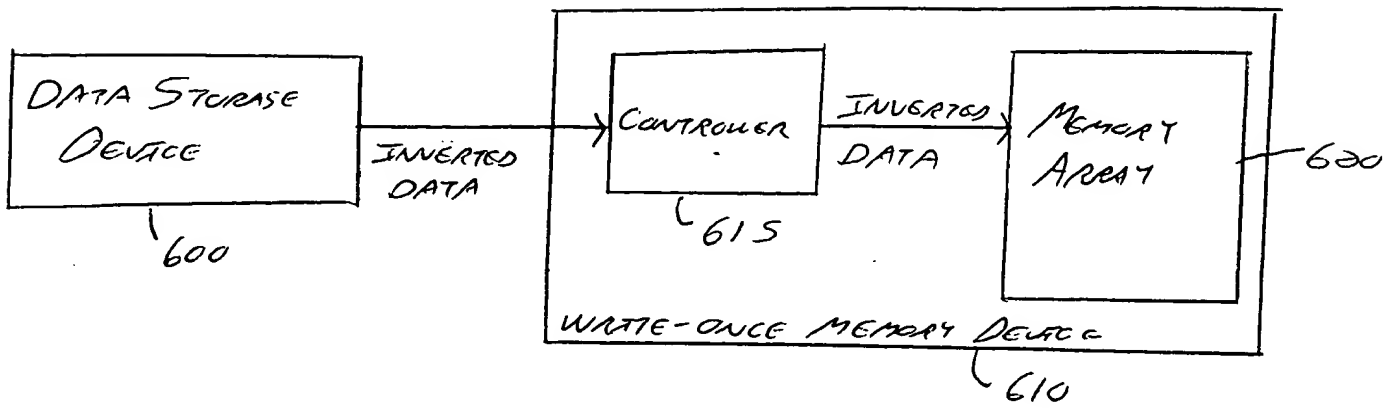 DATA STORAGE
DEVICE
600
INVERTED
DATA
CONTROLLER
615
INVERTED
DATA
MEMORY
ARRAY
620
WRITE-ONCE MEMORY DEVICE
610